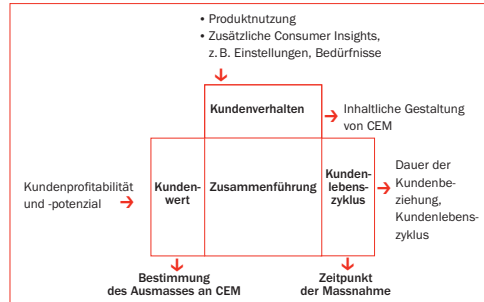 • Produktnutzung
• Zusätzliche Consumer Insights,
z. B. Einstellungen, Bedürfnisse
Kundenverhalten
Inhaltliche Gestaltung
von CEM
Kundenprofitabilität
und -potenzial
Kunden-
wert
Zusammenführung
Kunden-
lebens-
zyklus
Dauer der
Kundenbe-
ziehung,
Kundenlebens-
zyklus
Bestimmung
des Ausmasses an CEM
Zeitpunkt
der Massnahme